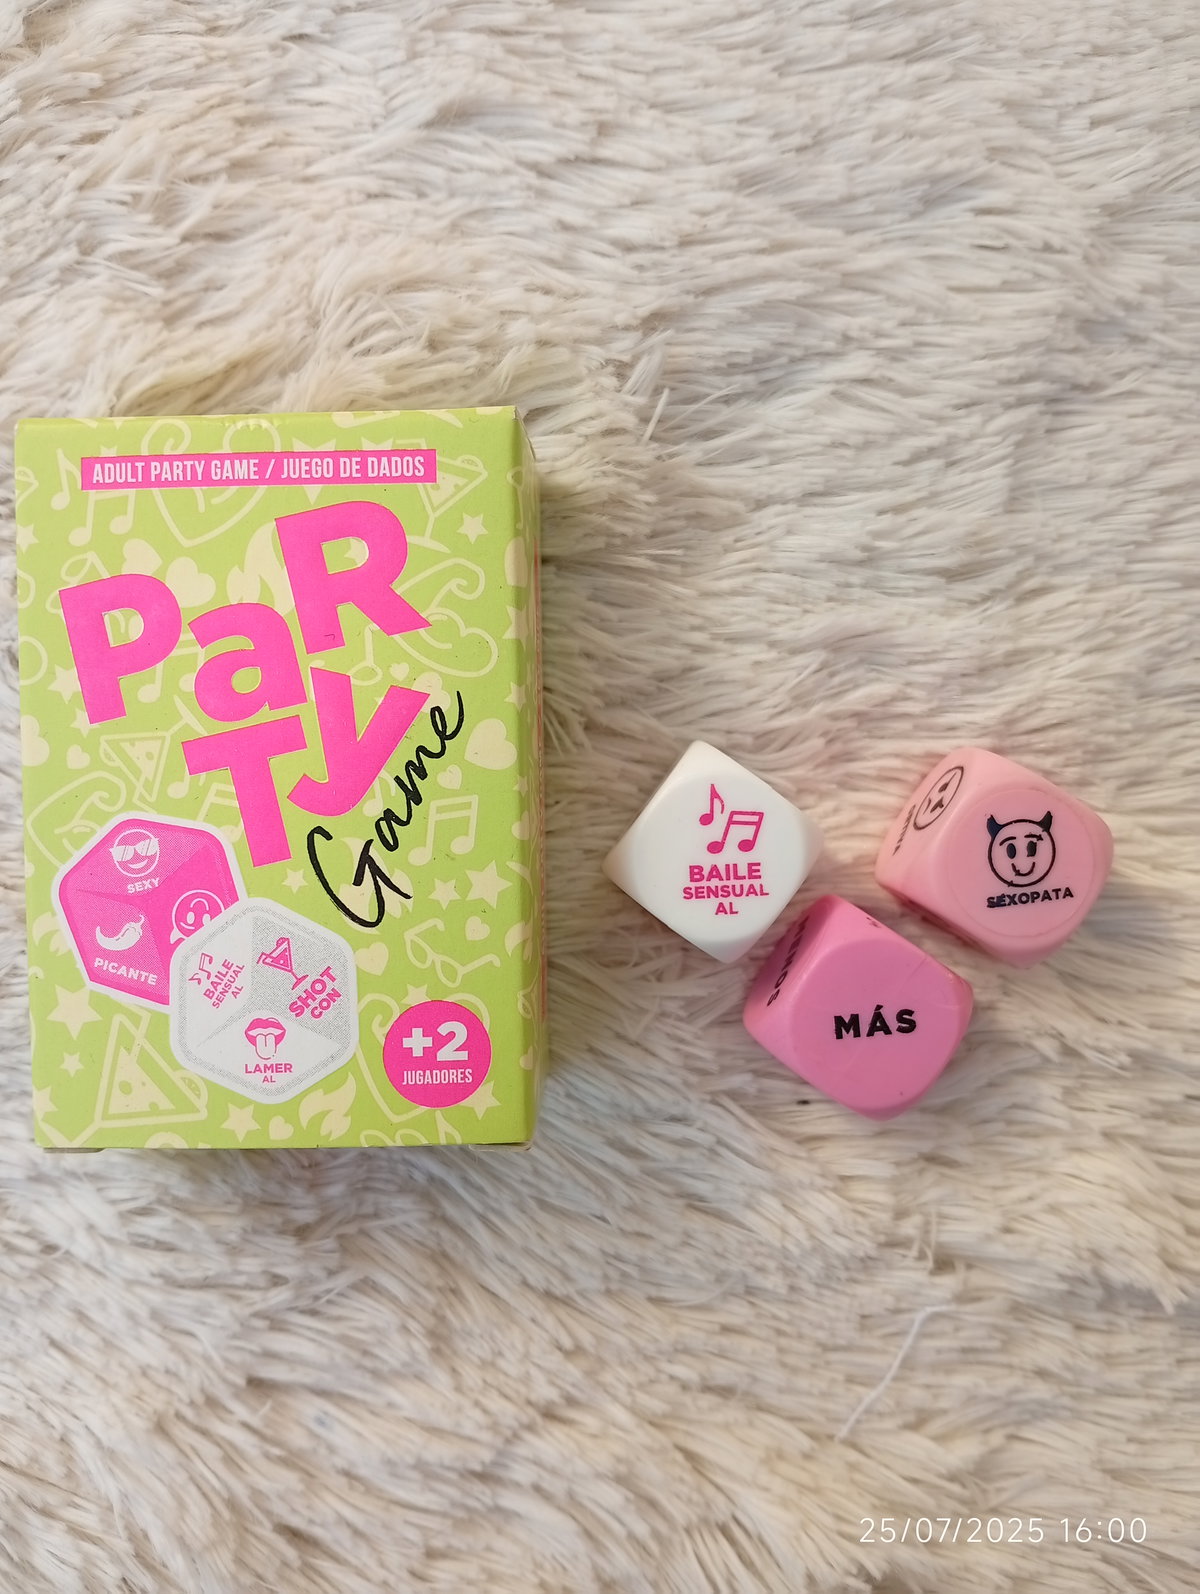 ADULT PARTY GAME / JUEGO DE DADOS
PaRTy
Game
SEXY
PICANTE
BAILE
SENSUAL
AL
SHOT
CON
LAMER
AL
+2
JUGADORES
BAILE
SENSUAL
AL
SEXOPATA
MENOS
MÁS
25/07/2025 16:00